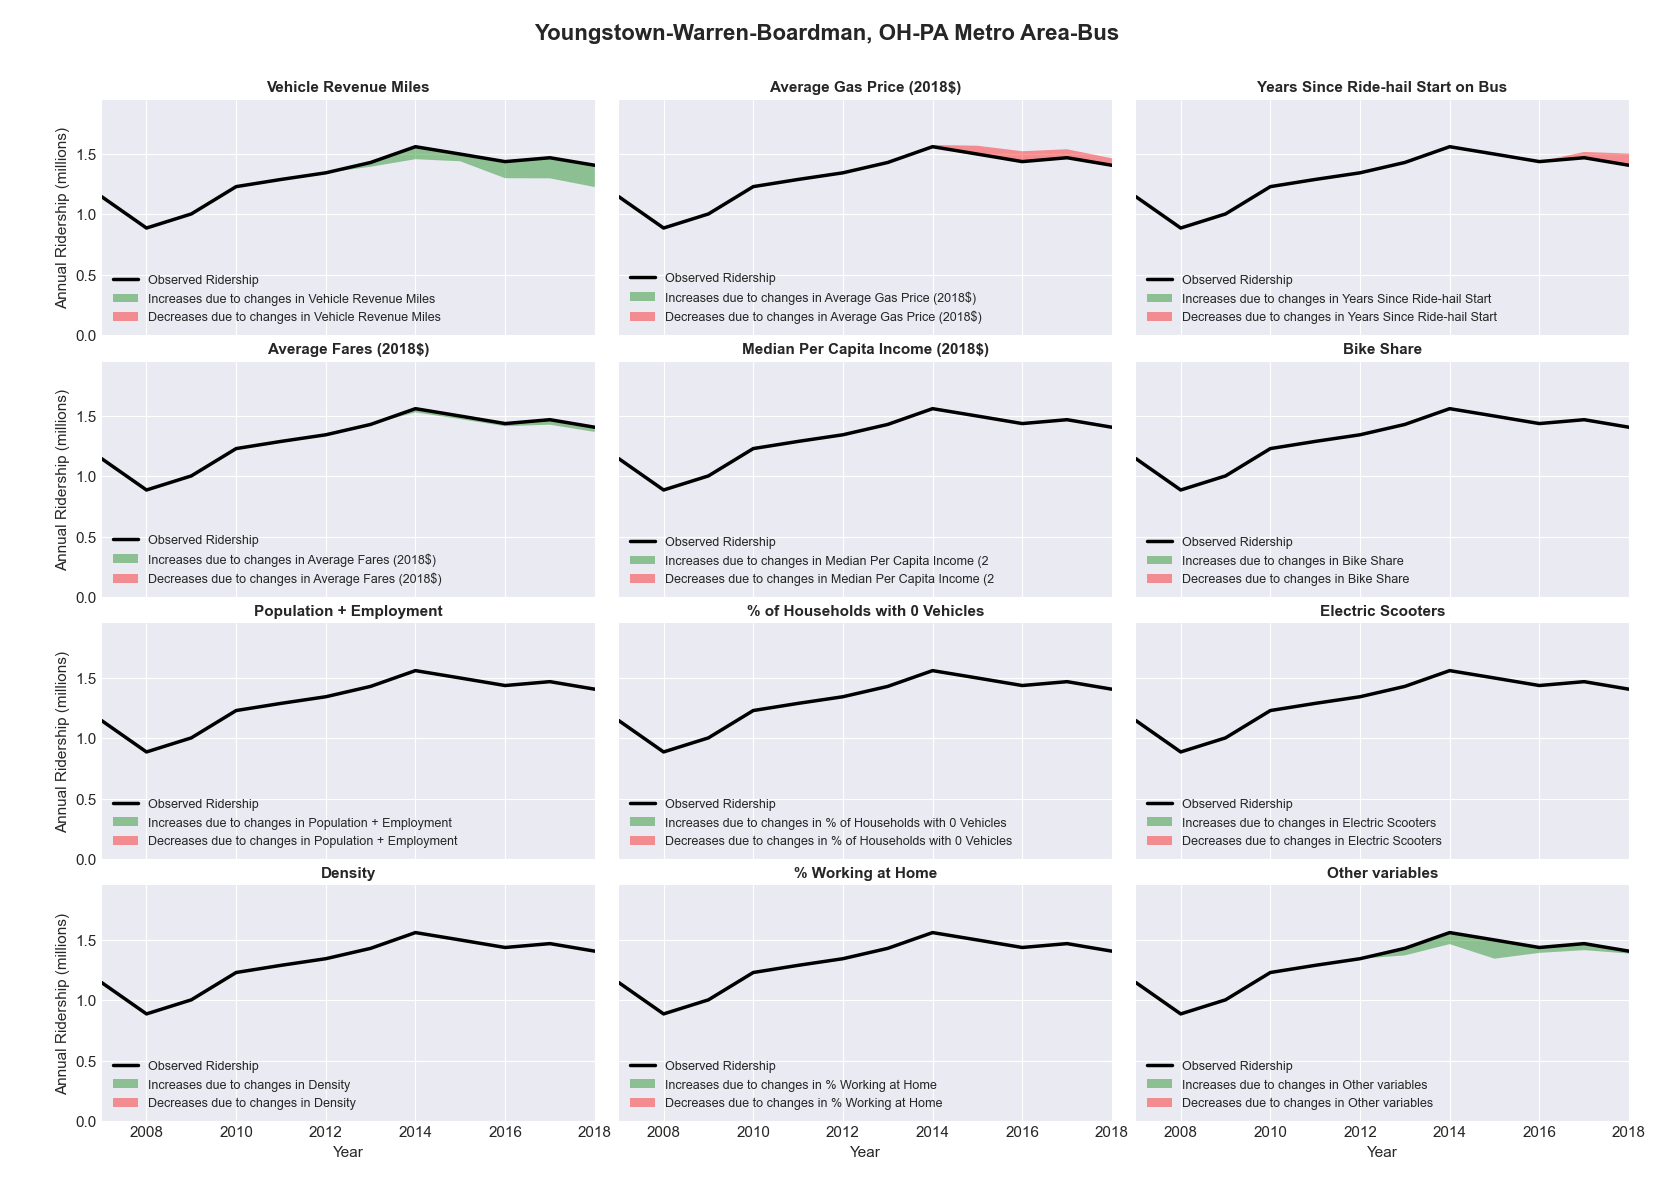 Youngstown-Warren-Boardman, OH-PA Metro Area-Bus
Vehicle Revenue Miles
Annual Ridership (millions)
1.5
1.0
0.5
0.0
Observed Ridership
Increases due to changes in Vehicle Revenue Miles
Decreases due to changes in Vehicle Revenue Miles
Average Gas Price (2018$)
Observed Ridership
Increases due to changes in Average Gas Price (2018$)
Decreases due to changes in Average Gas Price (2018$)
Years Since Ride-hail Start on Bus
Observed Ridership
Increases due to changes in Years Since Ride-hail Start
Decreases due to changes in Years Since Ride-hail Start
Average Fares (2018$)
Annual Ridership (millions)
1.5
1.0
0.5
0.0
Observed Ridership
Increases due to changes in Average Fares (2018$)
Decreases due to changes in Average Fares (2018$)
Median Per Capita Income (2018$)
Observed Ridership
Increases due to changes in Median Per Capita Income (2
Decreases due to changes in Median Per Capita Income (2
Bike Share
Observed Ridership
Increases due to changes in Bike Share
Decreases due to changes in Bike Share
Population + Employment
Annual Ridership (millions)
1.5
1.0
0.5
0.0
Observed Ridership
Increases due to changes in Population + Employment
Decreases due to changes in Population + Employment
% of Households with 0 Vehicles
Observed Ridership
Increases due to changes in % of Households with 0 Vehicles
Decreases due to changes in % of Households with 0 Vehicles
Electric Scooters
Observed Ridership
Increases due to changes in Electric Scooters
Decreases due to changes in Electric Scooters
Density
Annual Ridership (millions)
1.5
1.0
0.5
0.0
Observed Ridership
Increases due to changes in Density
Decreases due to changes in Density
2008 2010 2012 2014 2016 2018
Year
% Working at Home
Observed Ridership
Increases due to changes in % Working at Home
Decreases due to changes in % Working at Home
2008 2010 2012 2014 2016 2018
Year
Other variables
Observed Ridership
Increases due to changes in Other variables
Decreases due to changes in Other variables
2008 2010 2012 2014 2016 2018
Year